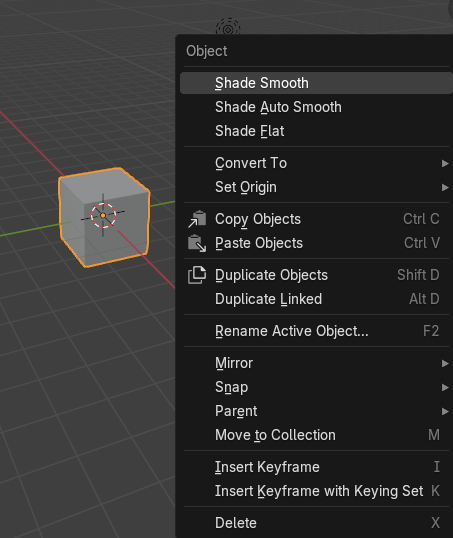 Object
Shade Smooth
Shade Auto Smooth
Shade Flat
Convert To
Set Origin
Copy Objects Ctrl C
Paste Objects Ctrl V
Duplicate Objects Shift D
Duplicate Linked Alt D
Rename Active Object... F2
Mirror
Snap
Parent
Move to Collection M
Insert Keyframe I
Insert Keyframe with Keying Set K
Delete X